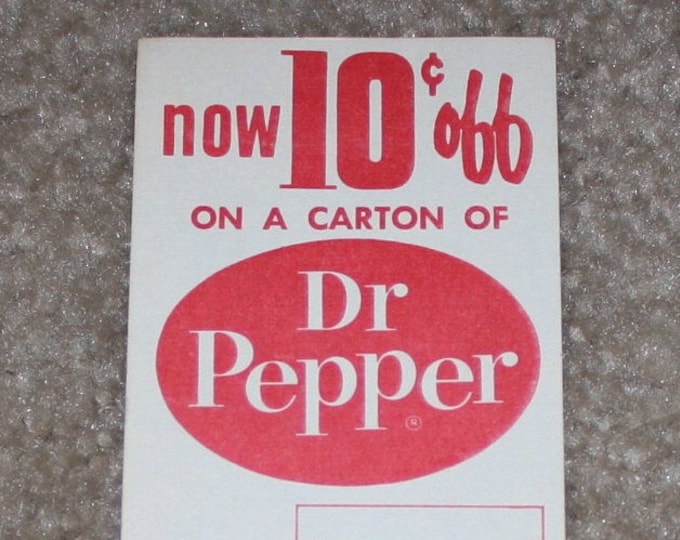 now 10¢ off
ON A CARTON OF
Dr
Pepper
®